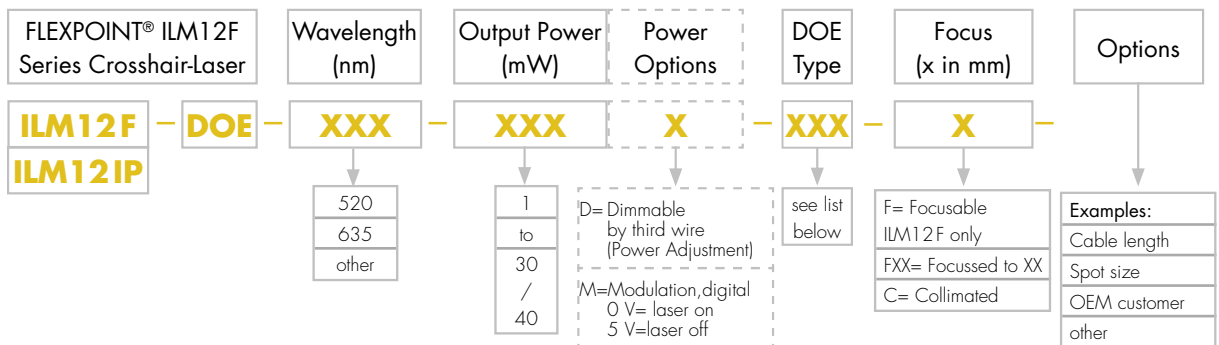 FLEXPOINT® ILM12F
Series Crosshair-Laser
Wavelength
(nm)
Output Power
(mW)
Power
Options
DOE
Type
Focus
(x in mm)
Options
ILM12F – DOE – XXX – XXX X – XXX – X –
ILM12IP
520
635
other
1
to
30
/
40
D= Dimmable
by third wire
(Power Adjustment)
M=Modulation,digital
0 V= laser on
5 V=laser off
see list
below
F= Focusable
ILM12F only
FXX= Focussed to XX
C= Collimated
Examples:
Cable length
Spot size
OEM customer
other